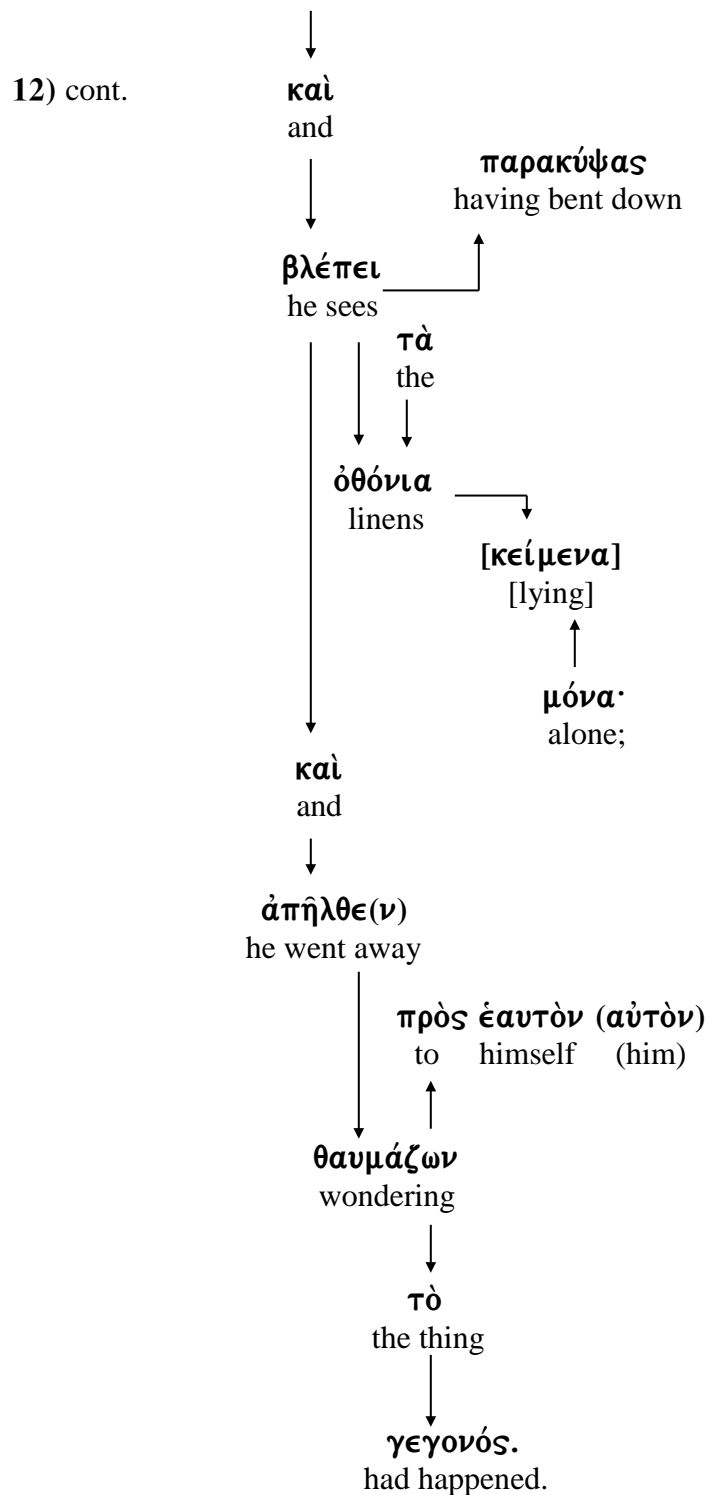 12) cont.
καὶ
and
παρακύψας
having bent down
βλέπει
he sees
τὰ
the
ὀθόνια
linens
[κείμενα]
[lying]
μόνα·
alone;
καὶ
and
ἀπῆλθε(ν)
he went away
πρὸς ἑαυτὸν (αὐτὸν)
to himself (him)
θαυμάζων
wondering
τὸ
the thing
γεγονός.
had happened.